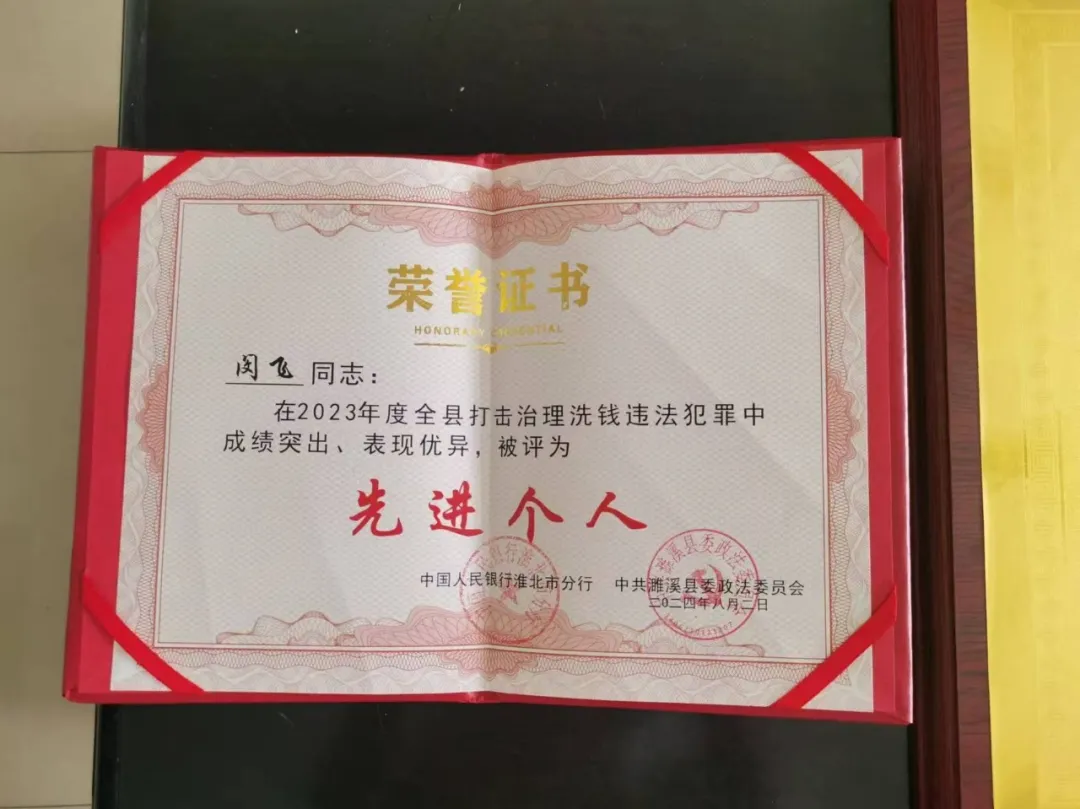 荣誉证书
HONORARY CREDENTIAL
闵飞 同志：
在2023年度全县打击治理洗钱违法犯罪中
成绩突出、表现优异，被评为
先进个人
中国人民银行淮北市分行 中共濉溪县委政法委员会
二〇二四年八月二日